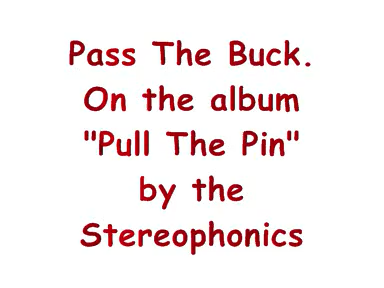 Pass The Buck.
On the album
"Pull The Pin"
by the
Stereophonics